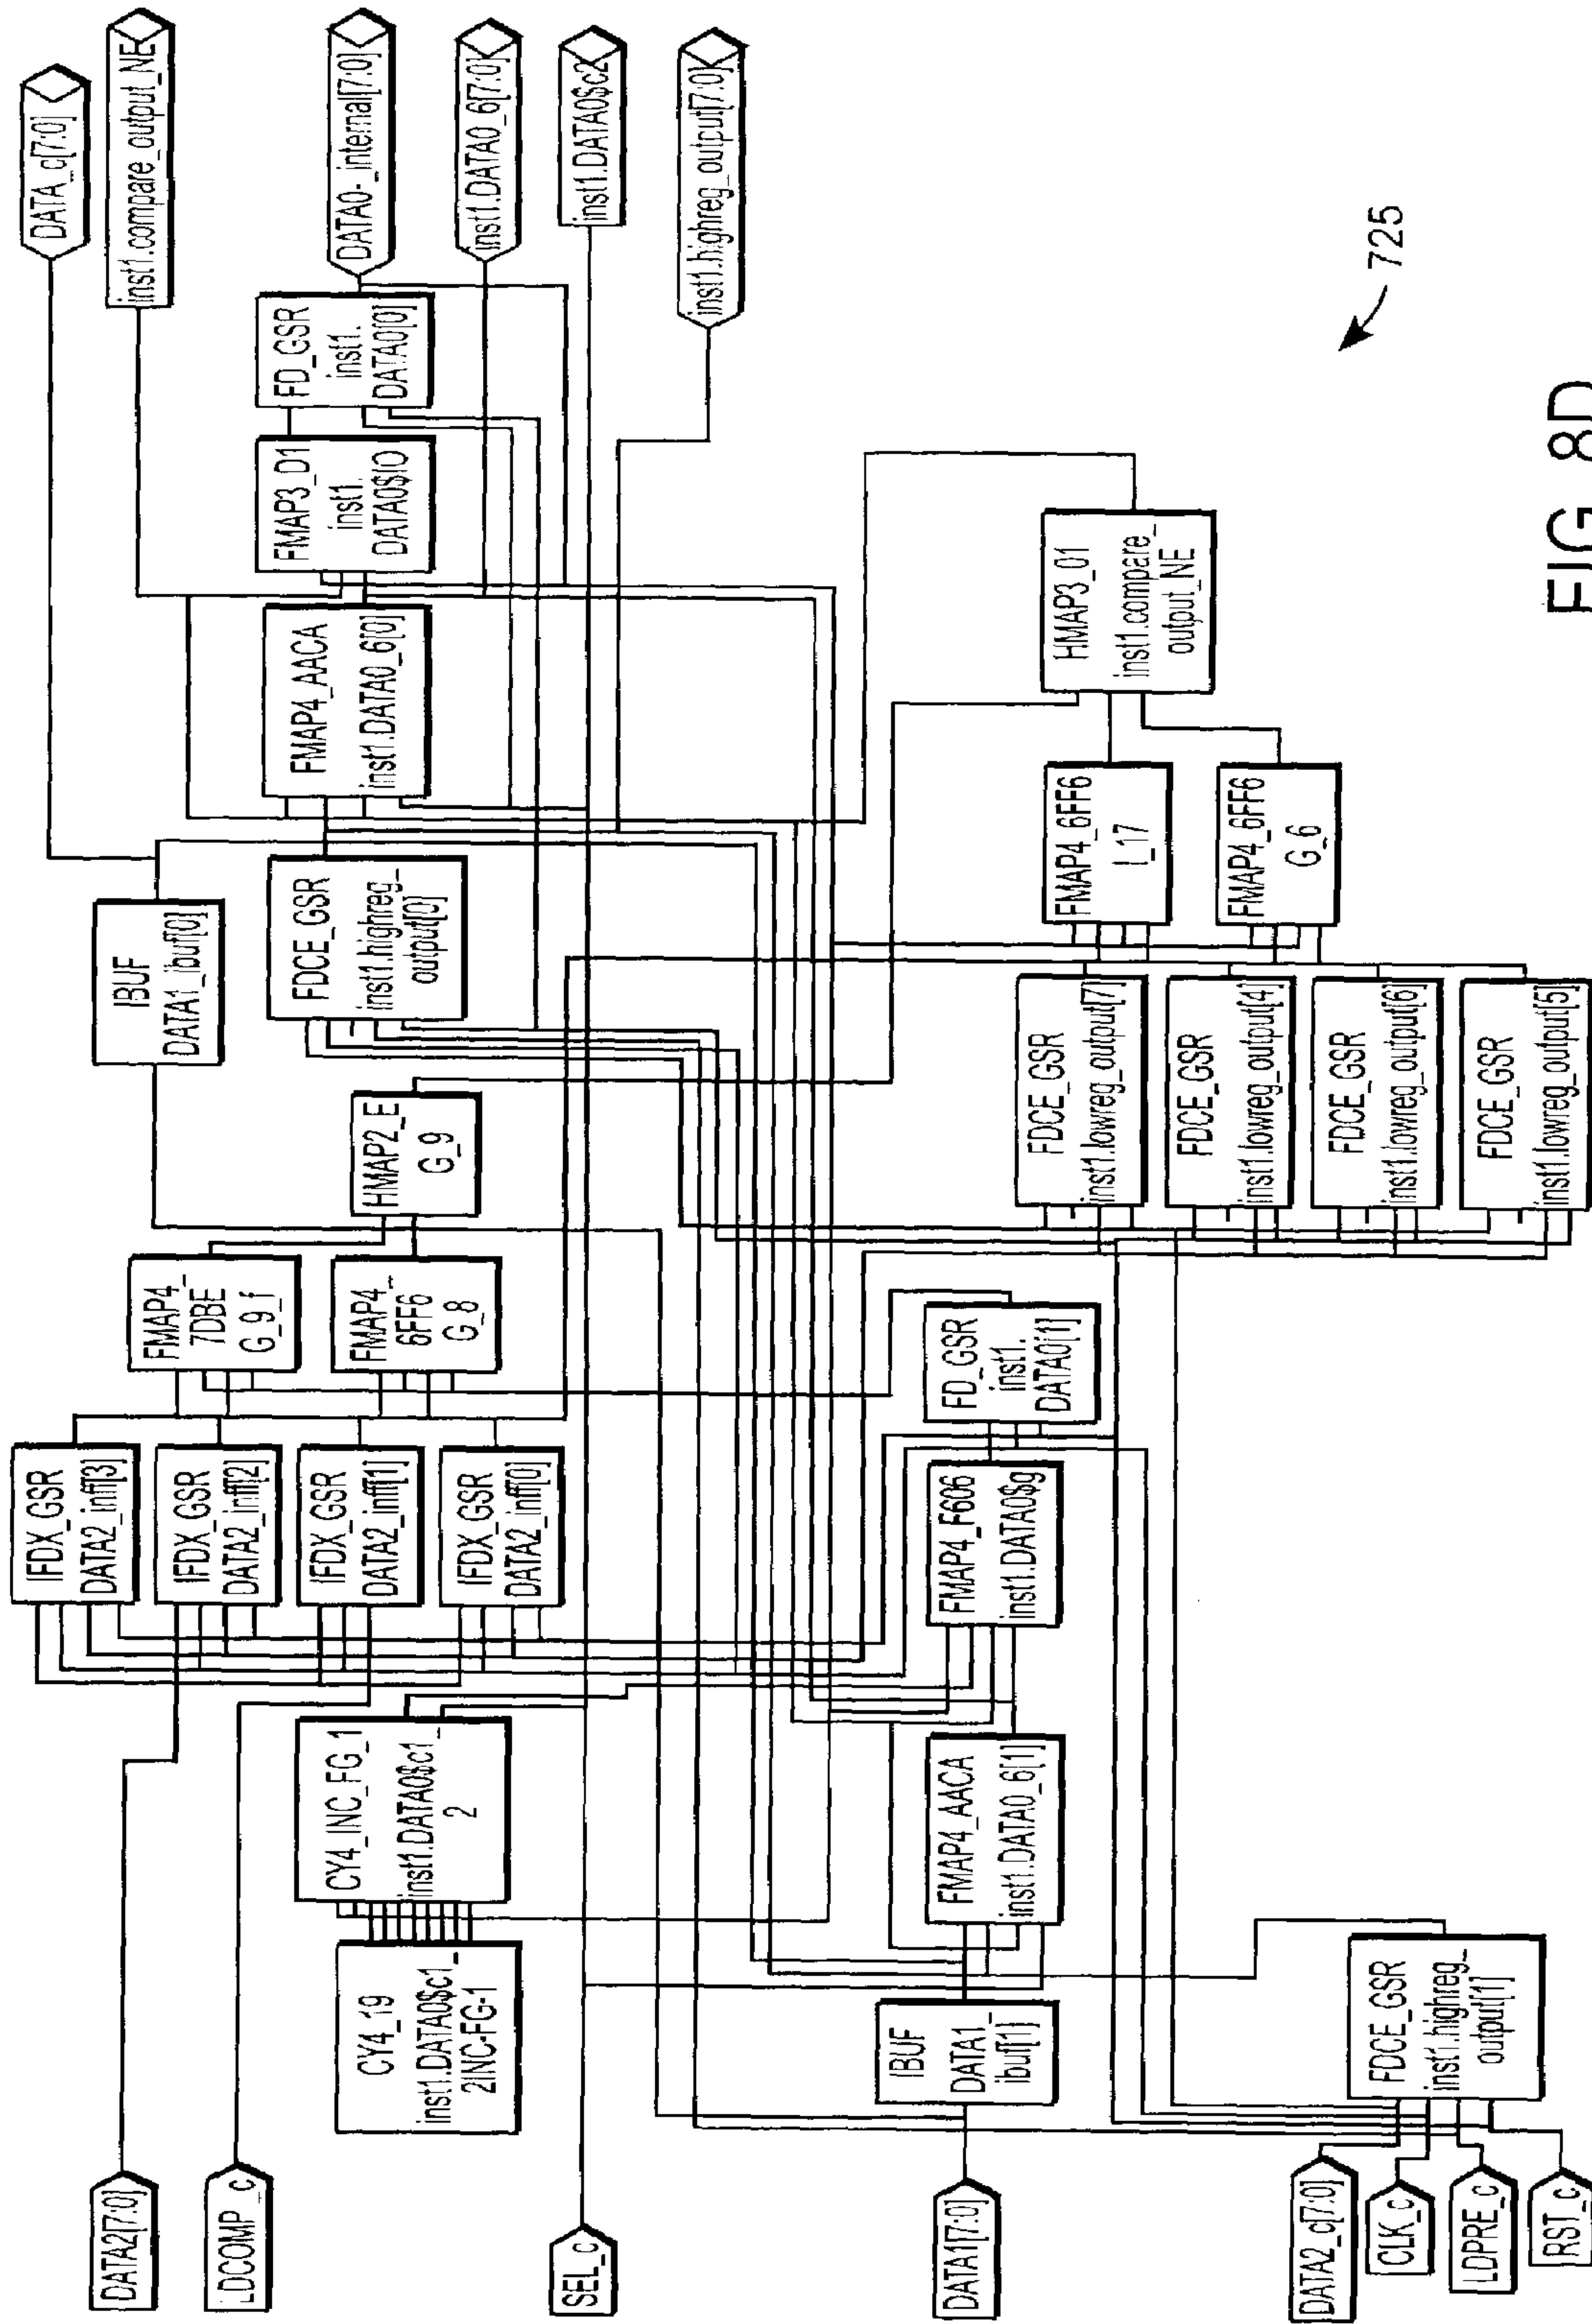 DATA2[7:0]
LDCOMP_c
SEL_c
DATA1[7:0]
DATA2_c[7:0]
CLK_c
LDPRE_c
RST_c
CY4_19
inst1.DATA0$c1_
2INC-FG-1
CY4_INC_FG_1
inst1.DATA0$c1_
2
IBUF
DATA1_
ibuf[1]
FDCE_GSR
inst1.highreg_
output[1]
FMAP4_AACA
inst1.DATA0_6[1]
IFDX_GSR
DATA2_inff[3]
IFDX_GSR
DATA2_inff[2]
IFDX_GSR
DATA2_inff[1]
IFDX_GSR
DATA2_inff[0]
FMAP4_F606
inst1.DATA0$g
FD_GSR
inst1.
DATA0[1]
FMAP4_
7DBE
G_9_f
FMAP4_
6FF6
G_8
HMAP2_E
G_9
IBUF
DATA1_ibuf[0]
FDCE_GSR
inst1.highreg_
output[0]
FDCE_GSR
inst1.lowreg_output[7]
FDCE_GSR
inst1.lowreg_output[4]
FDCE_GSR
inst1.lowreg_output[6]
FDCE_GSR
inst1.lowreg_output[5]
FMAP4_6FF6
I_17
FMAP4_6FF6
G_6
FMAP4_AACA
inst1.DATA0_6[0]
FMAP3_D1
inst1.
DATA0$IO
FD_GSR
inst1.
DATA0[0]
HMAP3_01
inst1.compare_
output_NE
DATA_c[7:0]
inst1.compare_output_NE
DATA0-_internal[7:0]
inst1.DATA0_6[7:0]
inst1.DATA0$c2
inst1.highreg_output[7:0]
725
FIG. 8D